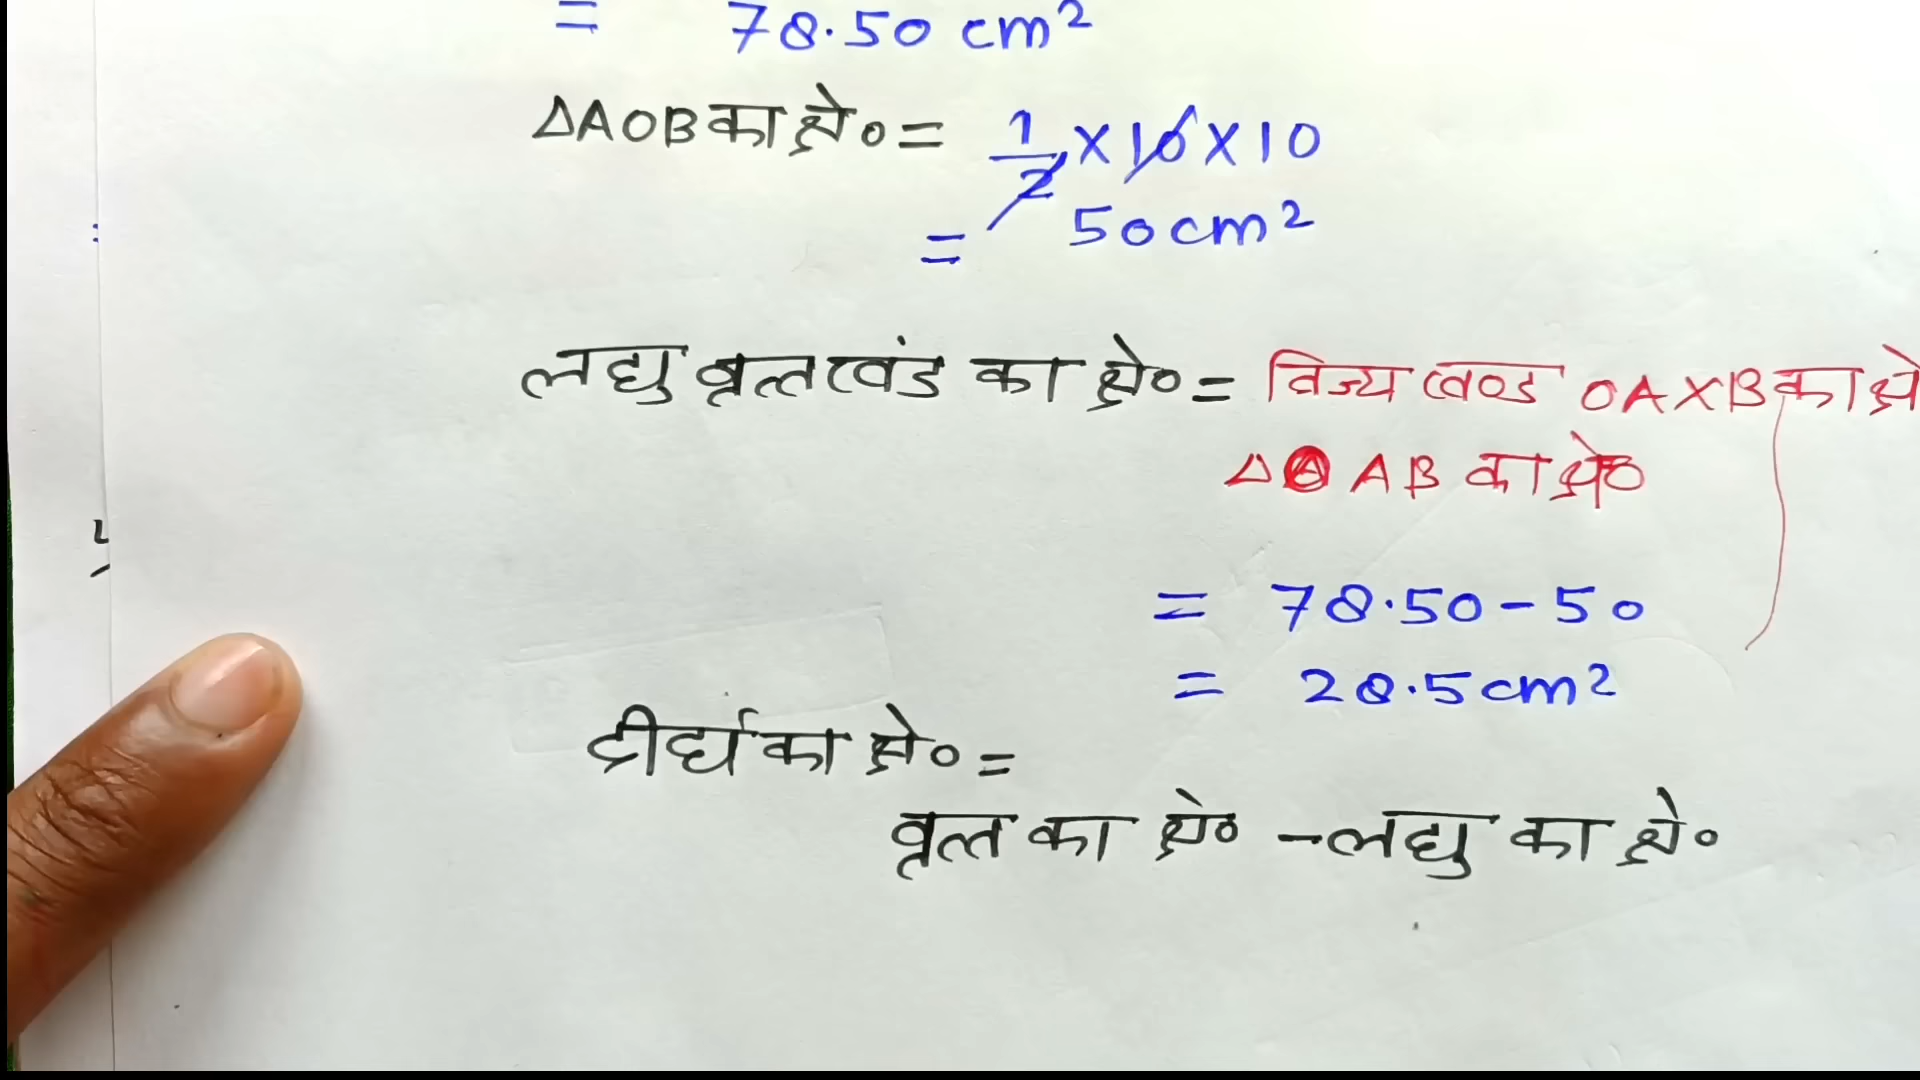 = 78.50 cm²
ΔAOB का क्षे० = 1/2 × 10 × 10
= 50 cm²
लघु वृत्तखंड का क्षे० = त्रिज्य खण्ड OAXB का क्षे
Δ AB का क्षे०
= 78.50 - 50
= 28.5 cm²
दीर्घ का क्षे० =
वृत्त का क्षे० - लघु का क्षे०